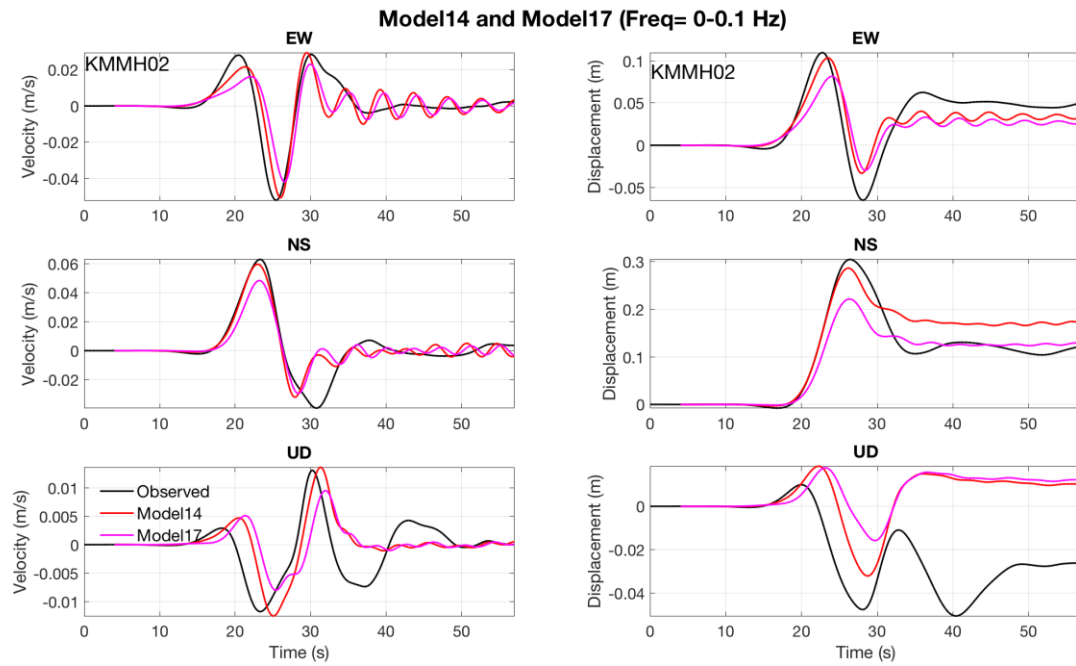 Model14 and Model17 (Freq= 0-0.1 Hz)
EW
KMMH02
Velocity (m/s)
0.02
0
-0.02
-0.04
0 10 20 30 40 50
EW
KMMH02
Displacement (m)
0.1
0.05
0
-0.05
0 10 20 30 40 50
NS
Velocity (m/s)
0.06
0.04
0.02
0
-0.02
0 10 20 30 40 50
NS
Displacement (m)
0.3
0.2
0.1
0
0 10 20 30 40 50
UD
Velocity (m/s)
0.01
0.005
0
-0.005
-0.01
Observed
Model14
Model17
0 10 20 30 40 50
Time (s)
UD
Displacement (m)
0
-0.02
-0.04
0 10 20 30 40 50
Time (s)